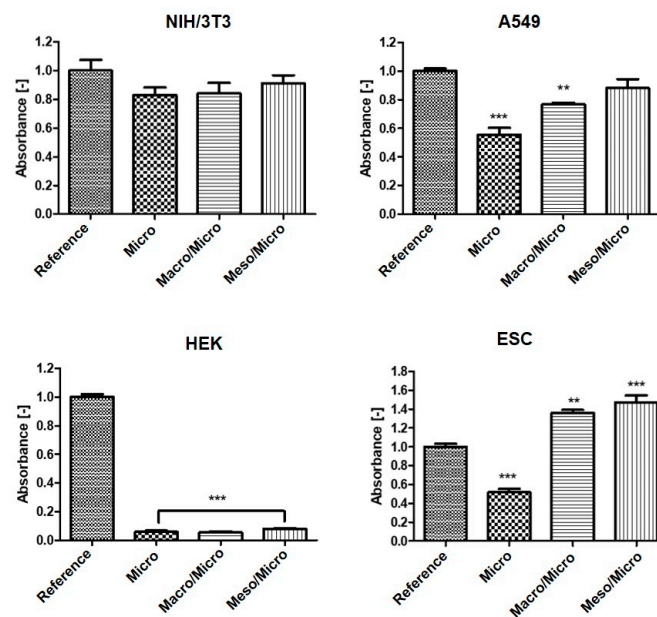 NIH/3T3
Absorbance [-]
1.2
1.0
0.8
0.6
0.4
0.2
0.0
Reference
Micro
Macro/Micro
Meso/Micro
A549
Absorbance [-]
1.2
1.0
0.8
0.6
0.4
0.2
0.0
***
**
Reference
Micro
Macro/Micro
Meso/Micro
HEK
Absorbance [-]
1.2
1.0
0.8
0.6
0.4
0.2
0.0
***
Reference
Micro
Macro/Micro
Meso/Micro
ESC
Absorbance [-]
1.8
1.6
1.4
1.2
1.0
0.8
0.6
0.4
0.2
0.0
***
**
***
Reference
Micro
Macro/Micro
Meso/Micro